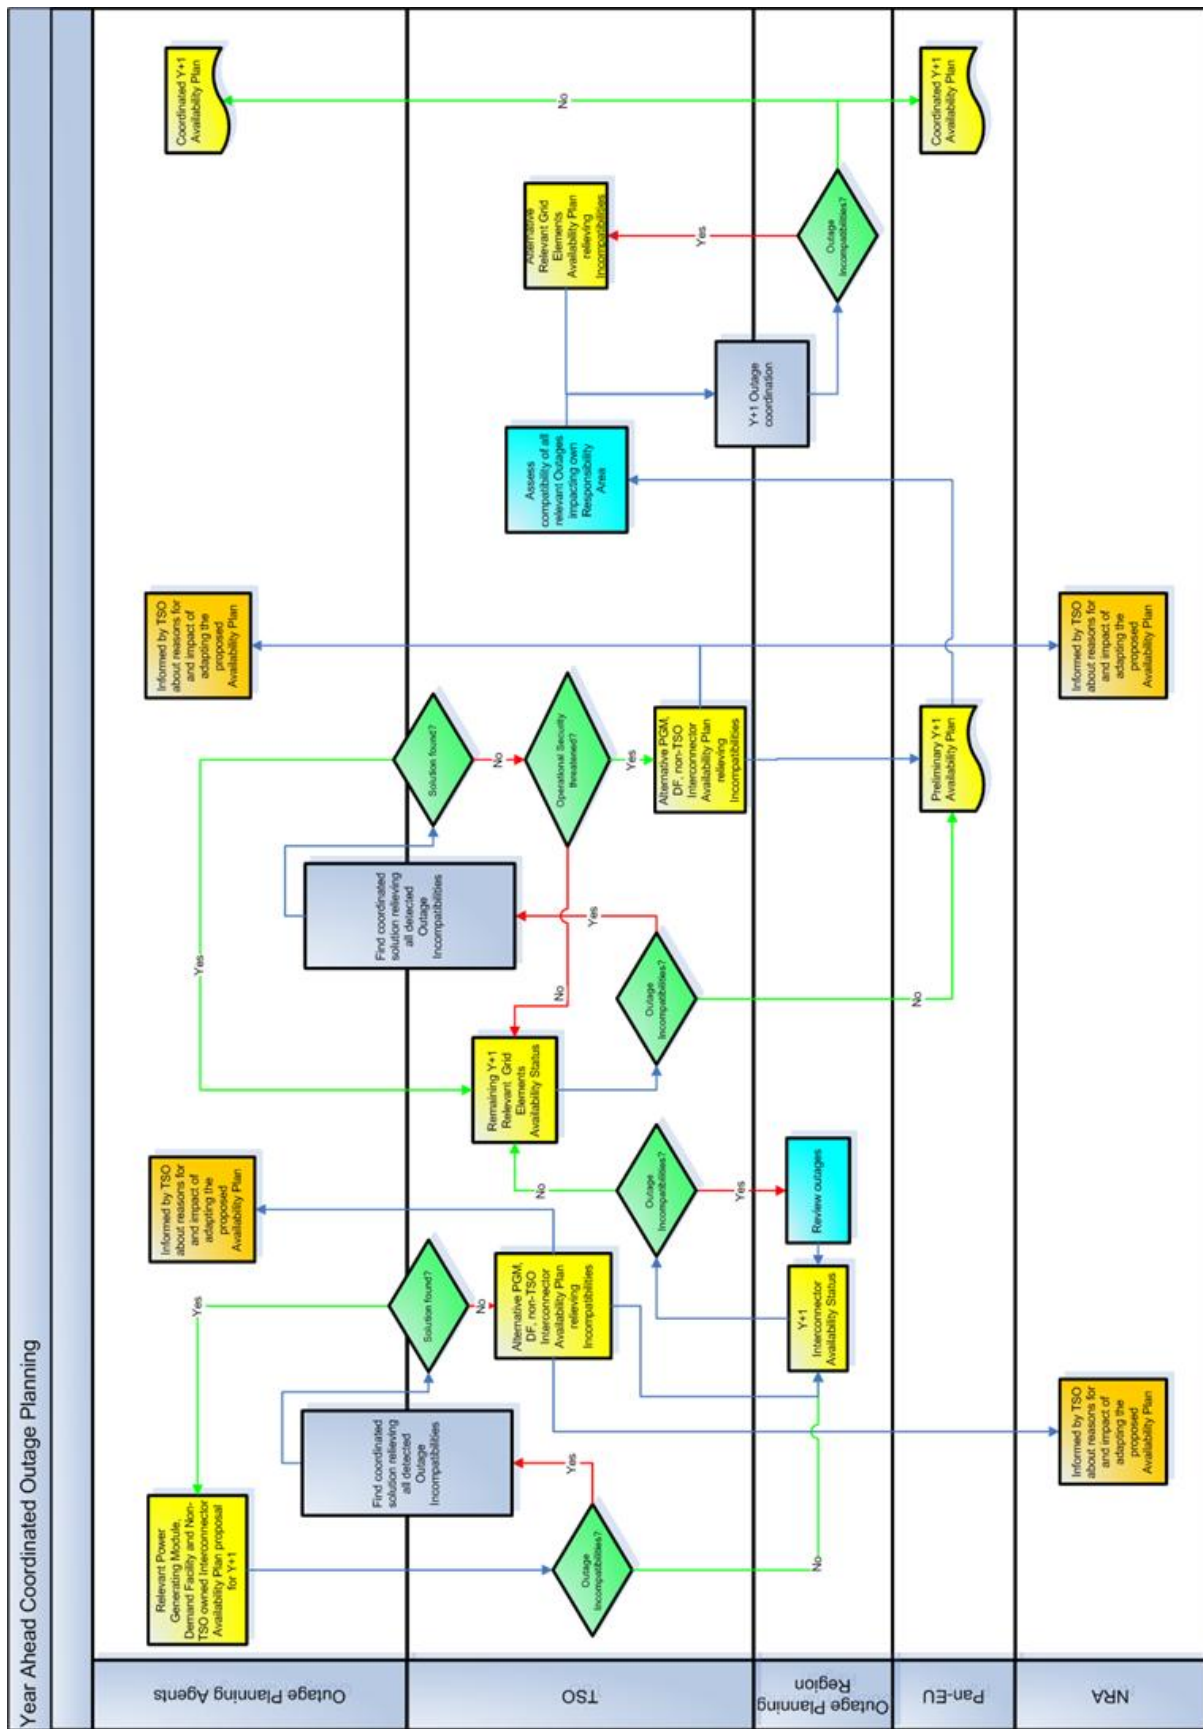 Year Ahead Coordinated Outage Planning
Outage Planning Agents
Relevant Power
Generating Module,
Demand Facility and Non-
TSO owned Interconnector
Availability Plan proposal
for Y+1
Yes
Informed by TSO
about reasons for
and impact of
adapting the
proposed
Availability Plan
Yes
Informed by TSO
about reasons for
and impact of
adapting the
proposed
Availability Plan
Coordinated Y+1
Availability Plan
Find coordinated
solution relieving
all detected
Outage
Incompatibilities
Solution found?
Find coordinated
solution relieving
all detected
Outage
Incompatibilities
Solution found?
TSO
Outage
Incompatibilities?
Yes
No
No
Alternative PGM,
DF, non-TSO
Interconnector
Availability Plan
relieving
Incompatibilities
Outage
Incompatibilities?
No
Yes
Remaining Y+1
Relevant Grid
Elements
Availability Status
Outage
Incompatibilities?
Yes
No
No
No
Operational Security
threatened?
Yes
Alternative PGM,
DF, non-TSO
Interconnector
Availability Plan
relieving
Incompatibilities
Assess
compatibility of all
relevant Outages
impacting own
Responsibility
Area
Alternative
Relevant Grid
Elements
Availability Plan
relieving
Incompatibilities
Yes
No
Outage Planning
Region
Y+1
Interconnector
Availability Status
Review outages
Y+1 Outage
coordination
Outage
Incompatibilities?
Pan-EU
Preliminary Y+1
Availability Plan
Coordinated Y+1
Availability Plan
NRA
Informed by TSO
about reasons for
and impact of
adapting the
proposed
Availability Plan
Informed by TSO
about reasons for
and impact of
adapting the
proposed
Availability Plan